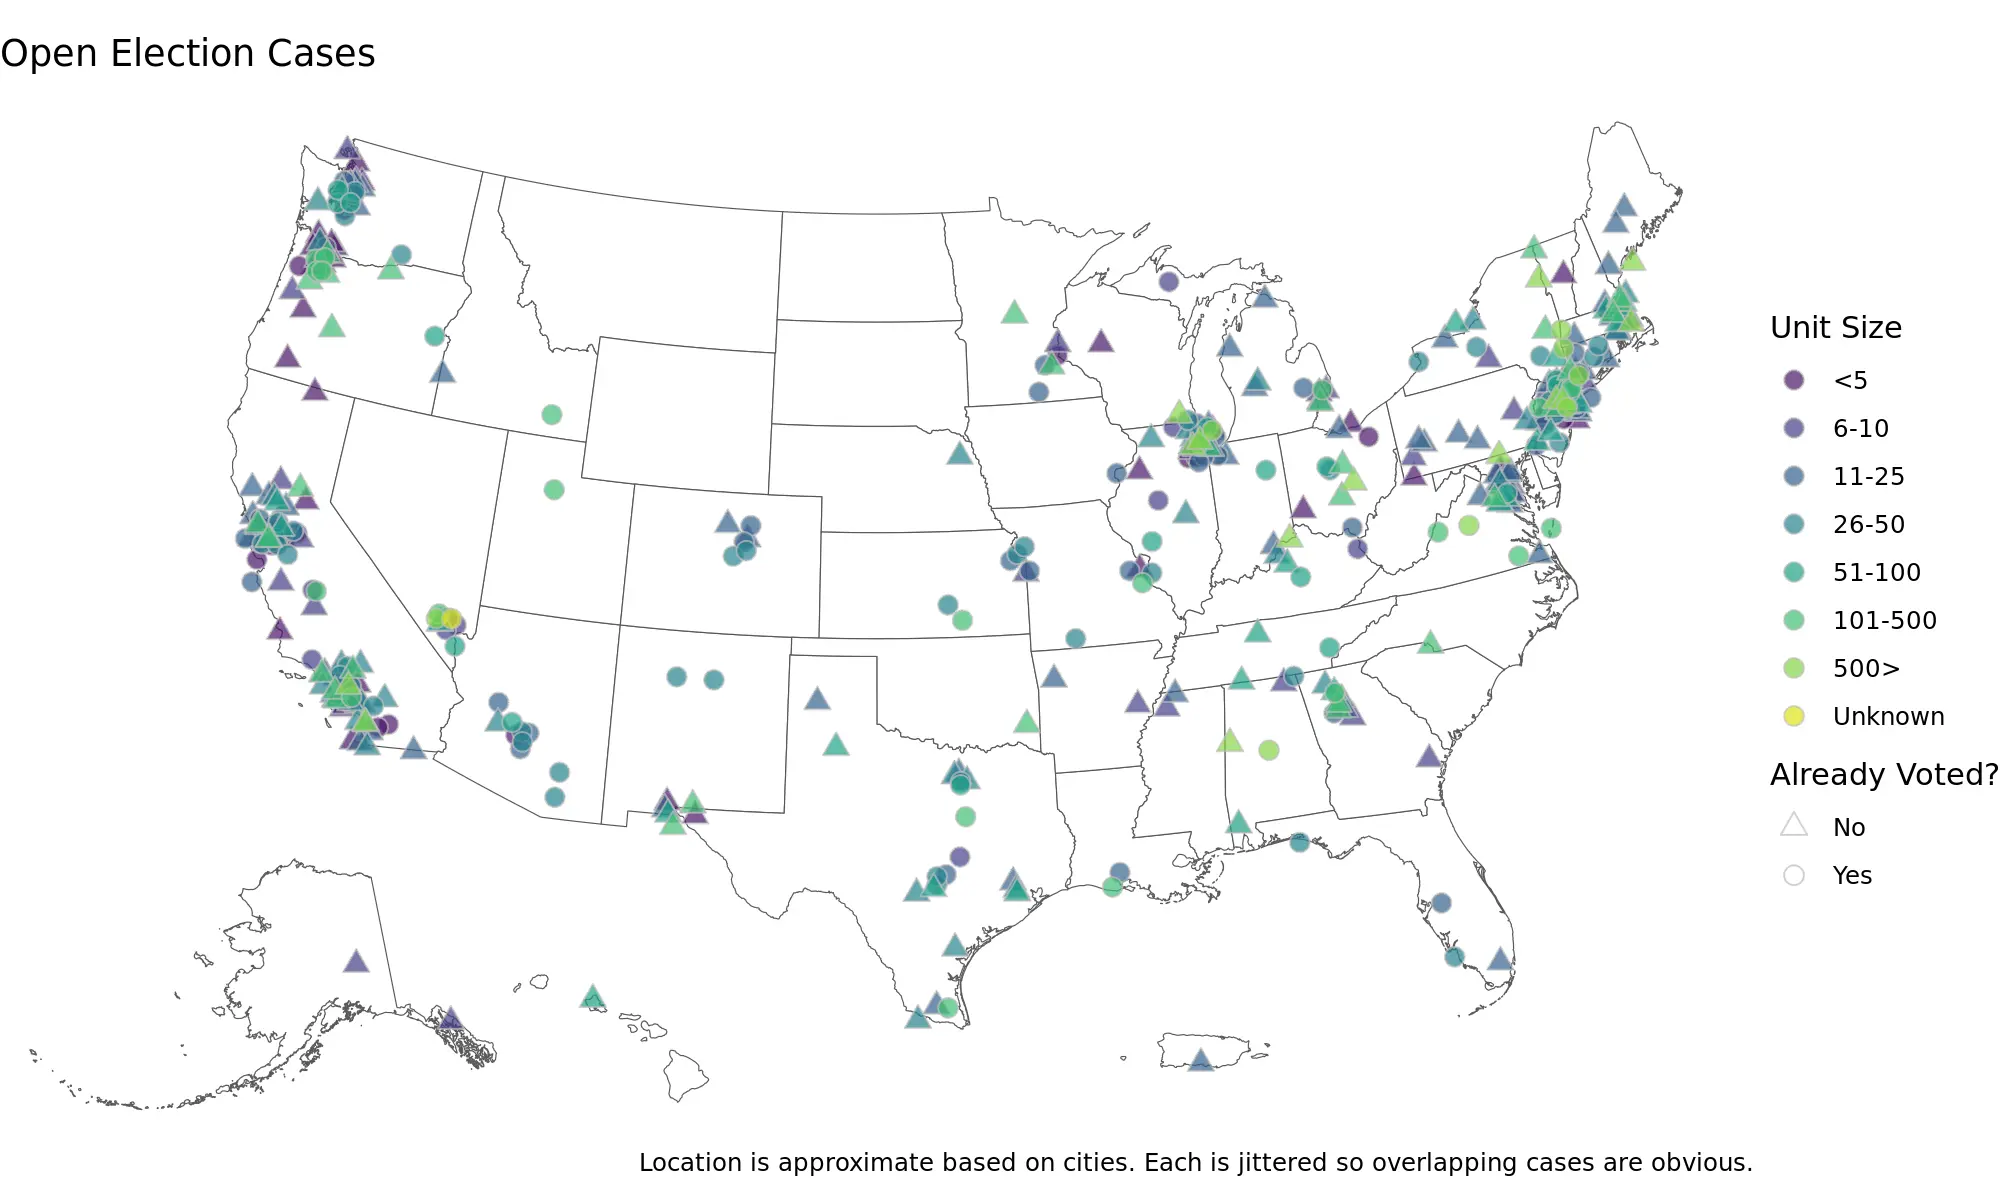 Open Election Cases
Unit Size
<5
6-10
11-25
26-50
51-100
101-500
500>
Unknown
Already Voted?
No
Yes
Location is approximate based on cities. Each is jittered so overlapping cases are obvious.